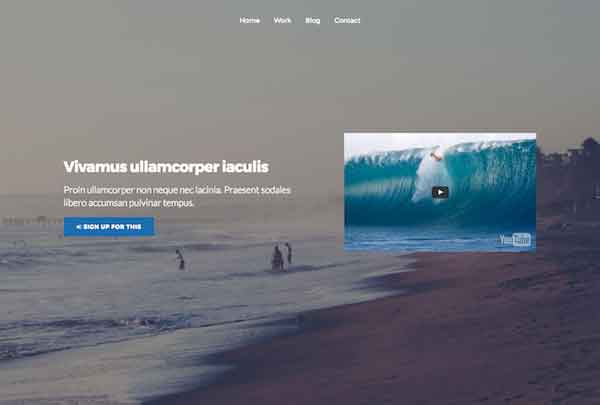 Home Work Blog Contact
Vivamus ullamcorper iaculis
Proin ullamcorper non neque nec lacinia. Praesent sodales
libero accumsan pulvinar tempus.
SIGN UP FOR THIS
YouTube